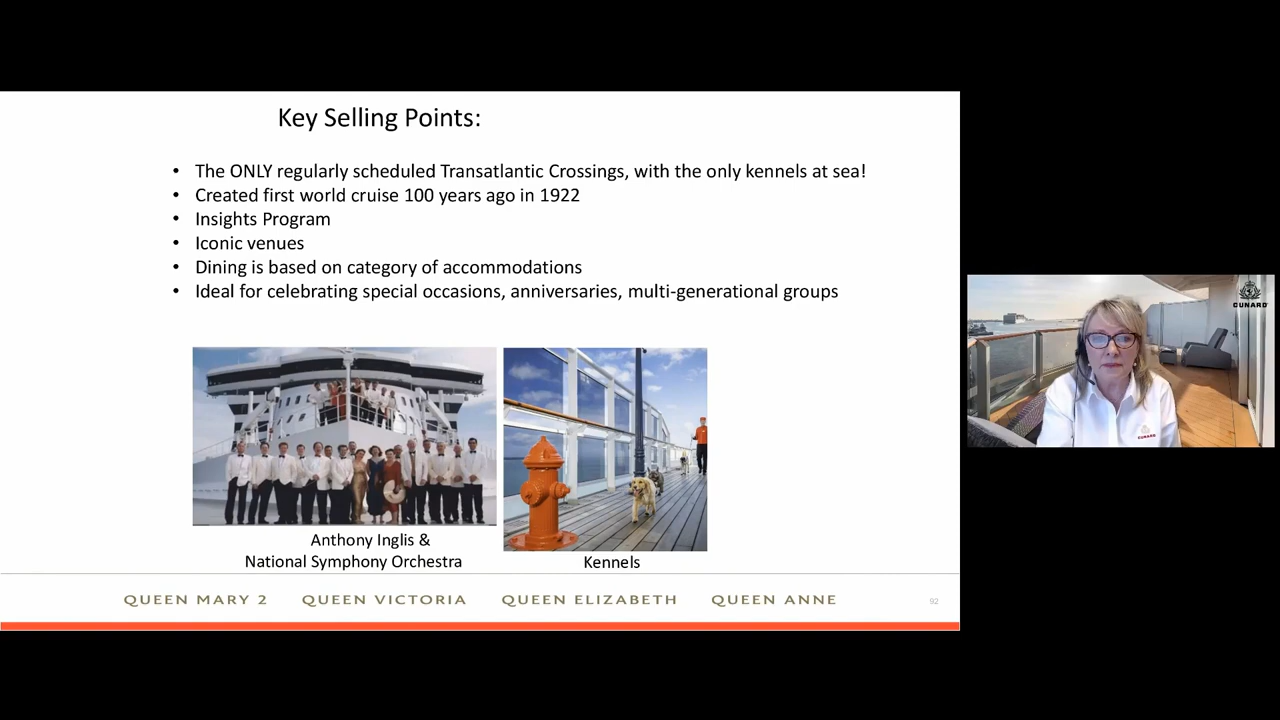 Key Selling Points:
• The ONLY regularly scheduled Transatlantic Crossings, with the only kennels at sea!
• Created first world cruise 100 years ago in 1922
• Insights Program
• Iconic venues
• Dining is based on category of accommodations
• Ideal for celebrating special occasions, anniversaries, multi-generational groups
Anthony Inglis &
National Symphony Orchestra
Kennels
QUEEN MARY 2 QUEEN VICTORIA QUEEN ELIZABETH QUEEN ANNE
92
CUNARD
CUNARD